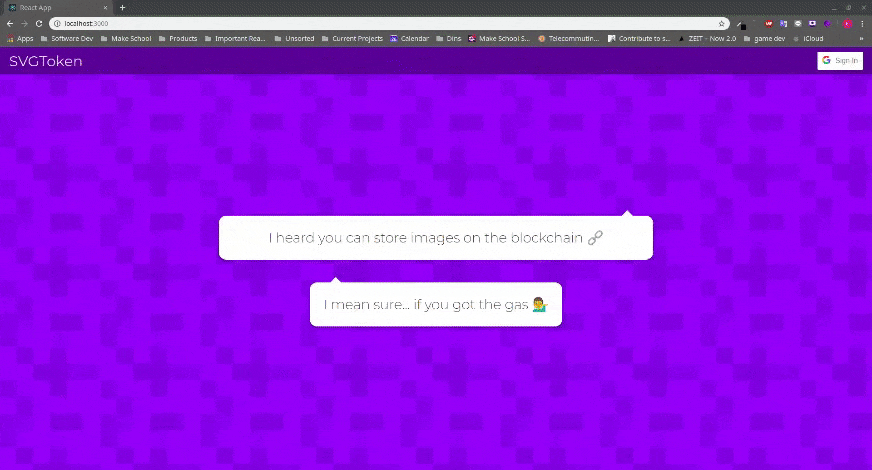 React App
localhost:3000
Apps Software Dev Make School Products Important Rea... Unsorted Current Projects Calendar Dins Make School S... Telecommutin... Contribute to s... ZEIT – Now 2.0 game dev iCloud »
SVGToken Sign In
I heard you can store images on the blockchain 🔗
I mean sure... if you got the gas 💁‍♂️